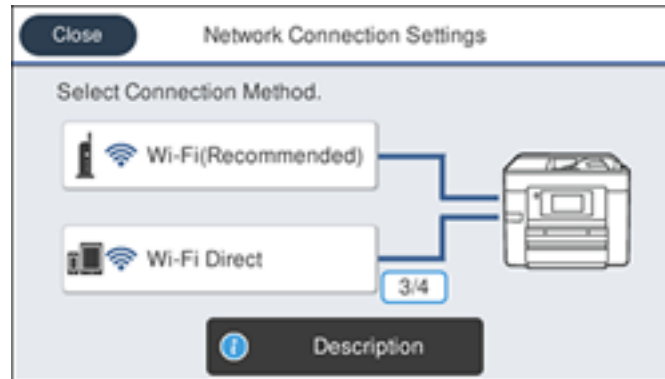 Close
Network Connection Settings
Select Connection Method.
Wi-Fi(Recommended)
Wi-Fi Direct
3/4
Description